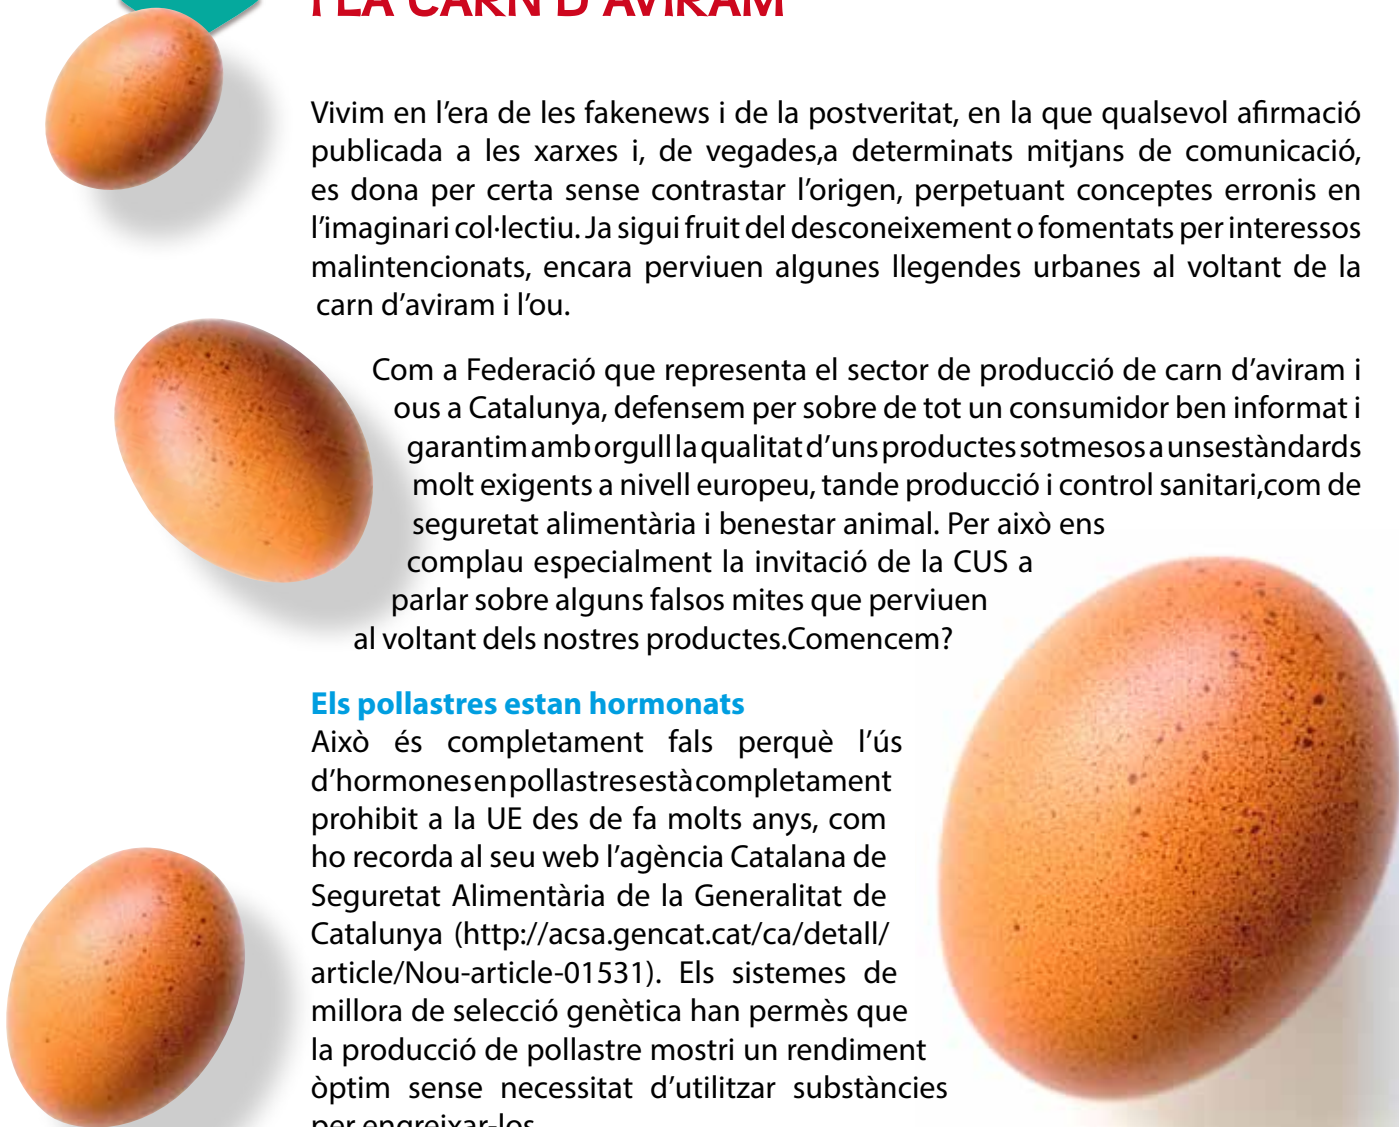 I LA CARN D'AVIRAM
Vivim en l’era de les fakenews i de la postveritat, en la que qualsevol afirmació
publicada a les xarxes i, de vegades,a determinats mitjans de comunicació,
es dona per certa sense contrastar l’origen, perpetuant conceptes erronis en
l’imaginari col·lectiu. Ja sigui fruit del desconeixement o fomentats per interessos
malintencionats, encara perviuen algunes llegendes urbanes al voltant de la
carn d’aviram i l’ou.
Com a Federació que representa el sector de producció de carn d’aviram i
ous a Catalunya, defensem per sobre de tot un consumidor ben informat i
garantim amb orgull la qualitat d’uns productes sotmesos a unsestàndards
molt exigents a nivell europeu, tande producció i control sanitari,com de
seguretat alimentària i benestar animal. Per això ens
complau especialment la invitació de la CUS a
parlar sobre alguns falsos mites que perviuen
al voltant dels nostres productes.Comencem?
Els pollastres estan hormonats
Això és completament fals perquè l’ús
d’hormones en pollastres està completament
prohibit a la UE des de fa molts anys, com
ho recorda al seu web l’agència Catalana de
Seguretat Alimentària de la Generalitat de
Catalunya (http://acsa.gencat.cat/ca/detall/
article/Nou-article-01531). Els sistemes de
millora de selecció genètica han permès que
la producció de pollastre mostri un rendiment
òptim sense necessitat d’utilitzar substàncies
per engreixar-los